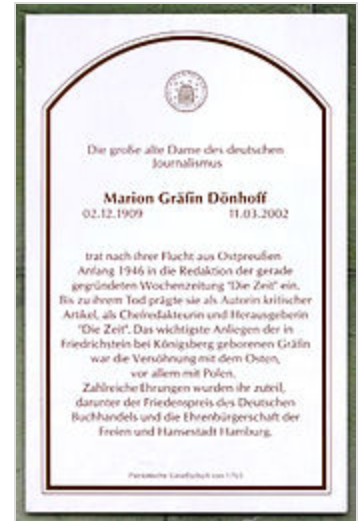 Die große alte Dame des deutschen
Journalismus
Marion Gräfin Dönhoff
02.12.1909 11.03.2002
trat nach ihrer Flucht aus Ostpreußen
Anfang 1946 in die Redaktion der gerade
gegründeten Wochenzeitung "Die Zeit" ein.
Bis zu ihrem Tod prägte sie als Autorin kritischer
Artikel, als Chefredakteurin und Herausgeberin
"Die Zeit". Das wichtigste Anliegen der in
Friedrichstein bei Königsberg geborenen Gräfin
war die Versöhnung mit dem Osten,
vor allem mit Polen.
Zahlreiche Ehrungen wurden ihr zuteil,
darunter der Friedenspreis des Deutschen
Buchhandels und die Ehrenbürgerschaft der
Freien und Hansestadt Hamburg.
Patriotische Gesellschaft von 1765